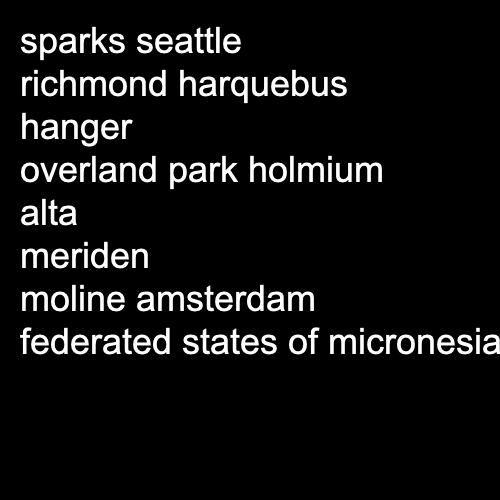 sparks seattle
richmond harquebus
hanger
overland park holmium
alta
meriden
moline amsterdam
federated states of micronesia